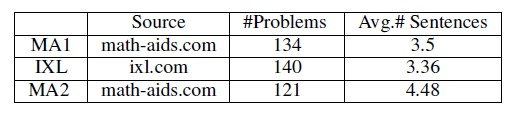 Source #Problems Avg.# Sentences
MA1 math-aids.com 134 3.5
IXL ixl.com 140 3.36
MA2 math-aids.com 121 4.48